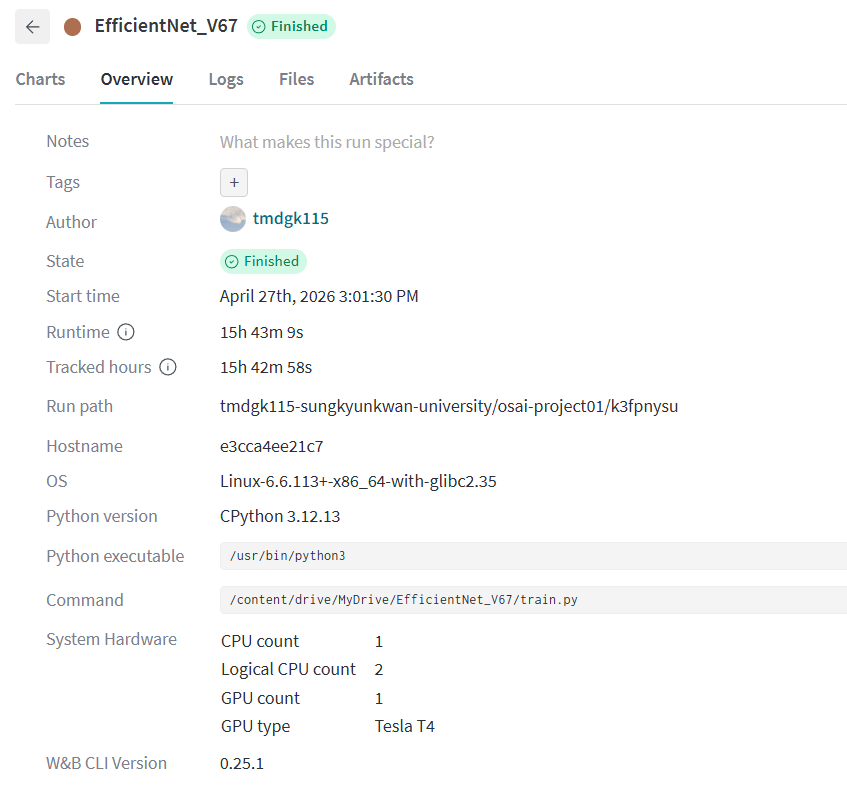 EfficientNet_V67 Finished
Charts Overview Logs Files Artifacts
Notes What makes this run special?
Tags +
Author tmdgk115
State Finished
Start time April 27th, 2026 3:01:30 PM
Runtime 15h 43m 9s
Tracked hours 15h 42m 58s
Run path tmdgk115-sungkyunkwan-university/osai-project01/k3fpnysu
Hostname e3cca4ee21c7
OS Linux-6.6.113+-x86_64-with-glibc2.35
Python version CPython 3.12.13
Python executable /usr/bin/python3
Command /content/drive/MyDrive/EfficientNet_V67/train.py
System Hardware CPU count 1
Logical CPU count 2
GPU count 1
GPU type Tesla T4
W&B CLI Version 0.25.1